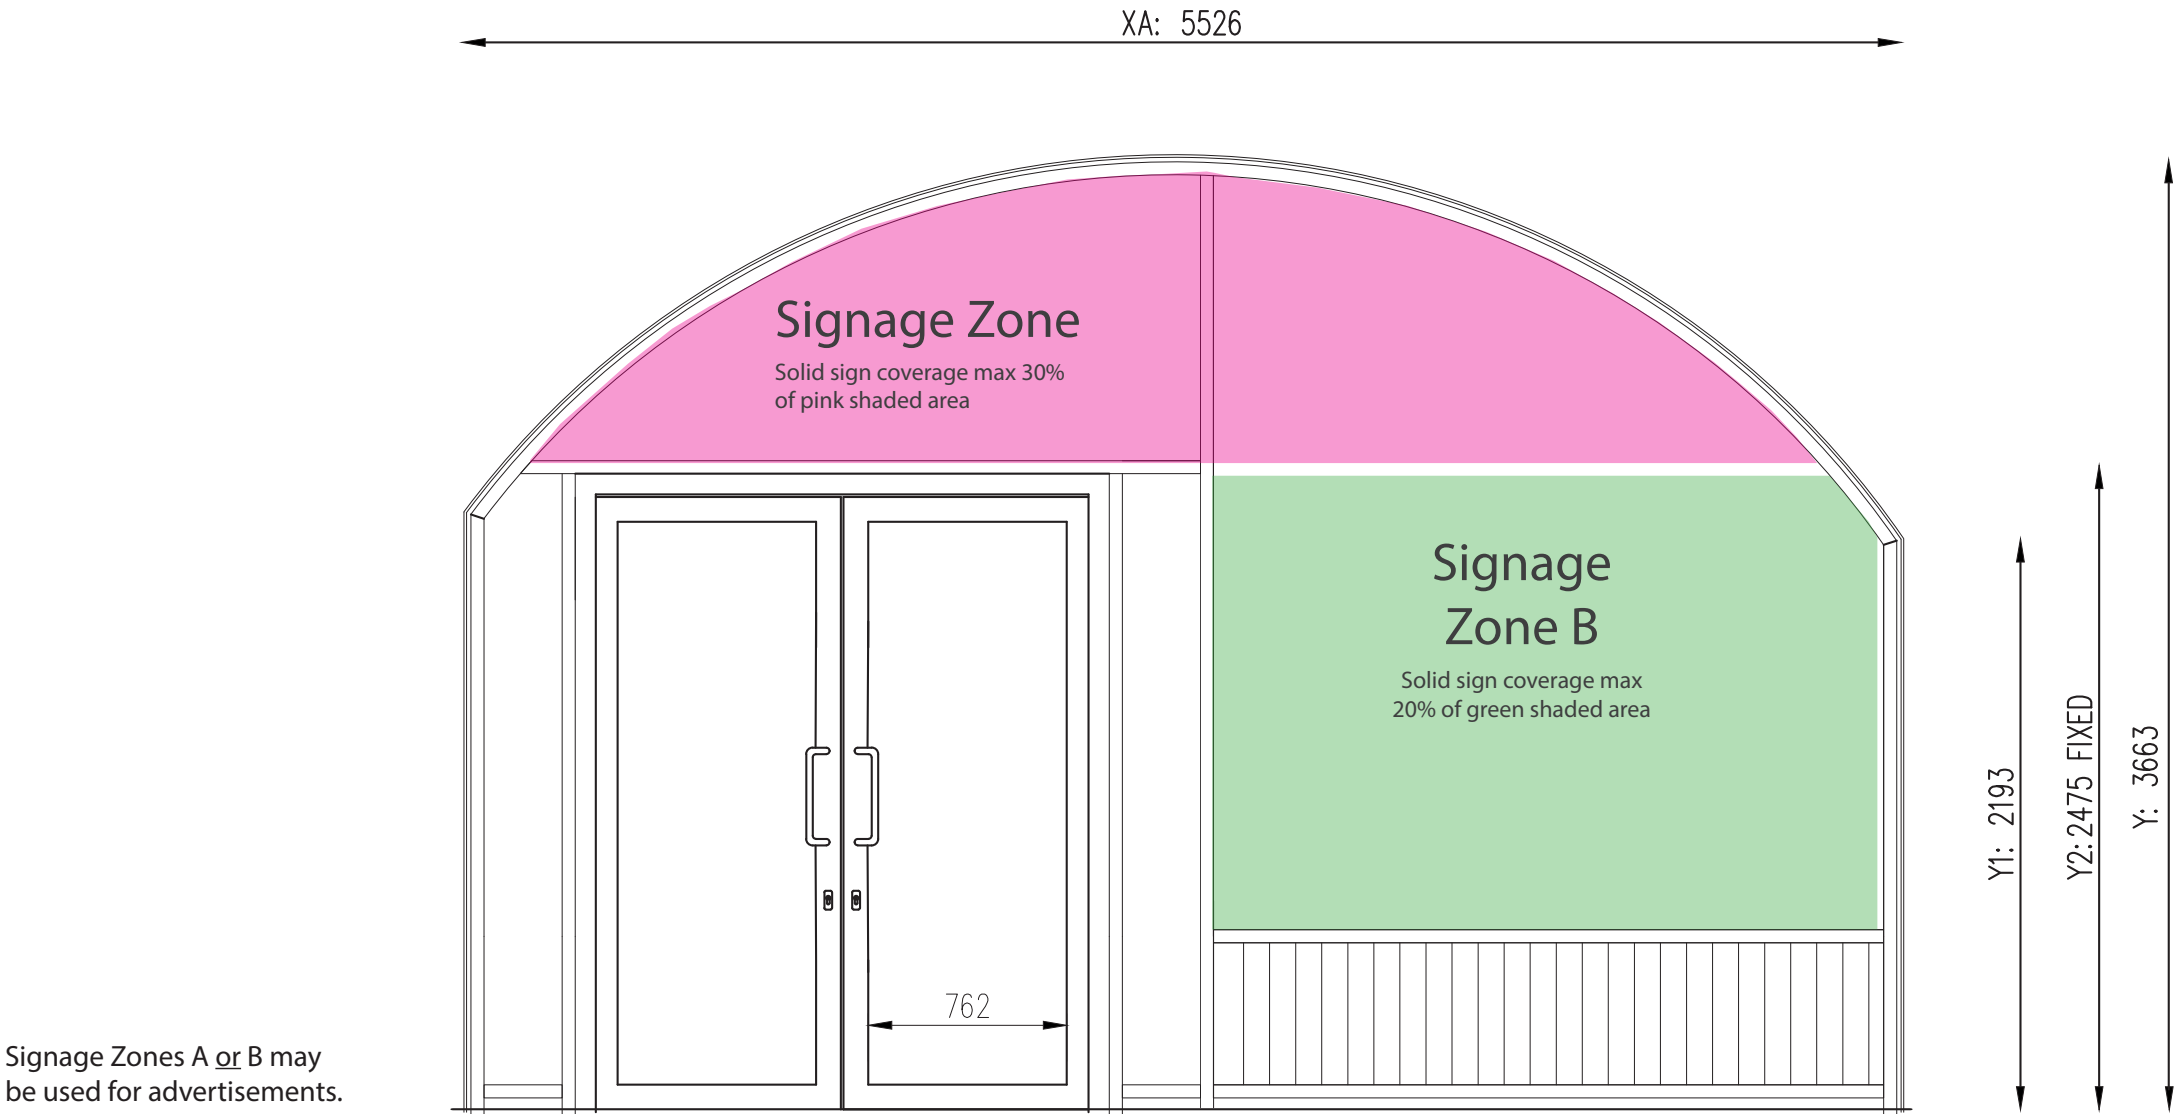 XA: 5526
Signage Zone
Solid sign coverage max 30%
of pink shaded area
Signage
Zone B
Solid sign coverage max
20% of green shaded area
762
Y1: 2193
Y2:2475 FIXED
Y: 3663
Signage Zones A or B may
be used for advertisements.